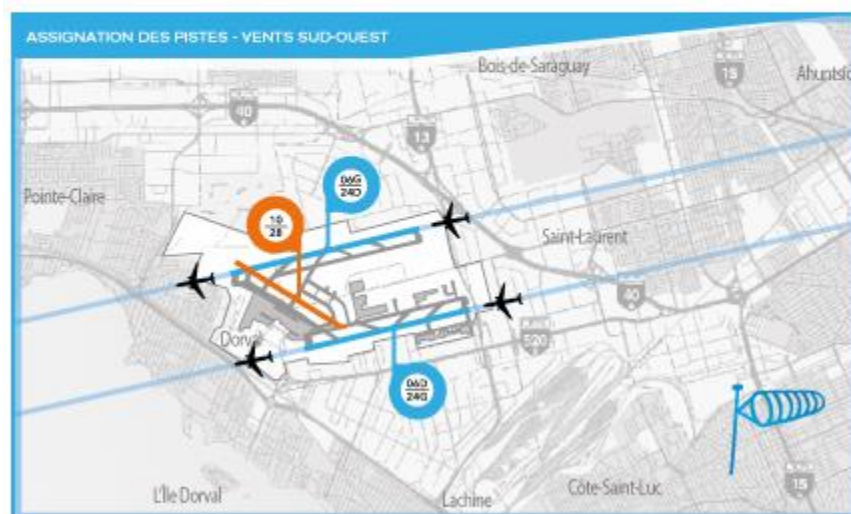 ASSIGNATION DES PISTES - VENTS SUD-OUEST
Bois-de-Saraguay
15
Ahuntsic
40
13
Pointe-Claire
06G
24D
10
28
Saint-Laurent
40
Dorval
520
06D
24G
L'Île Dorval
Lachine
Côte-Saint-Luc
15